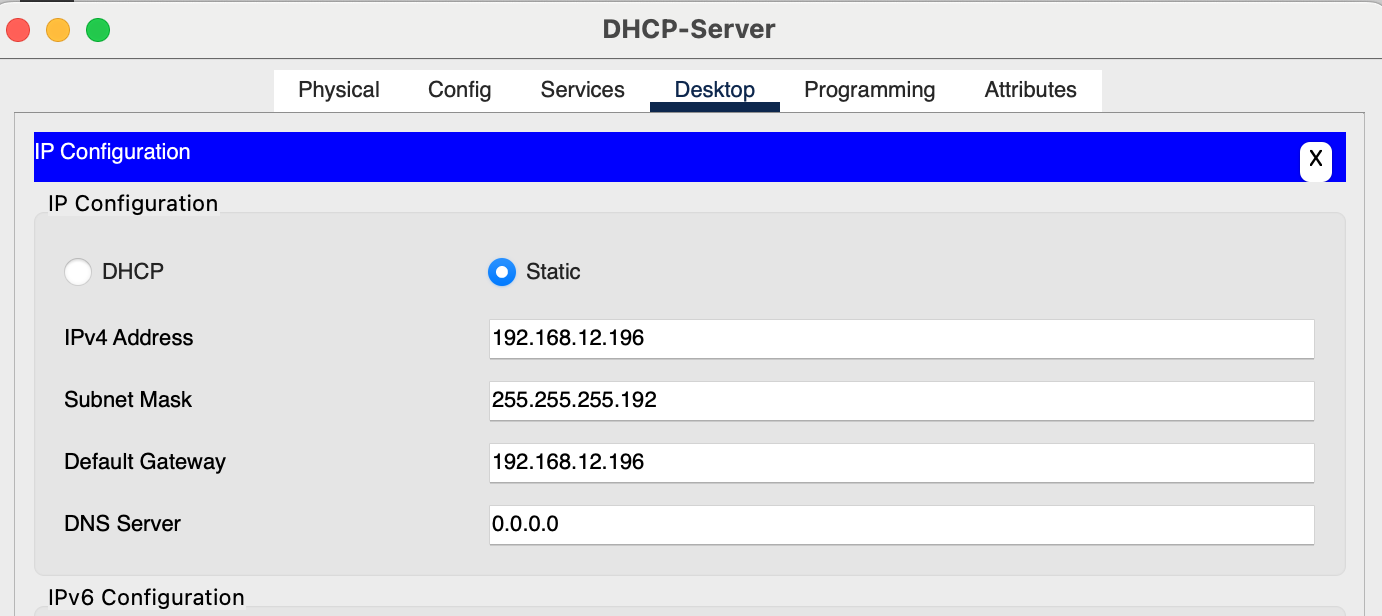 DHCP-Server
Physical Config Services Desktop Programming Attributes
IP Configuration
X
IP Configuration
DHCP Static
IPv4 Address 192.168.12.196
Subnet Mask 255.255.255.192
Default Gateway 192.168.12.196
DNS Server 0.0.0.0
IPv6 Configuration